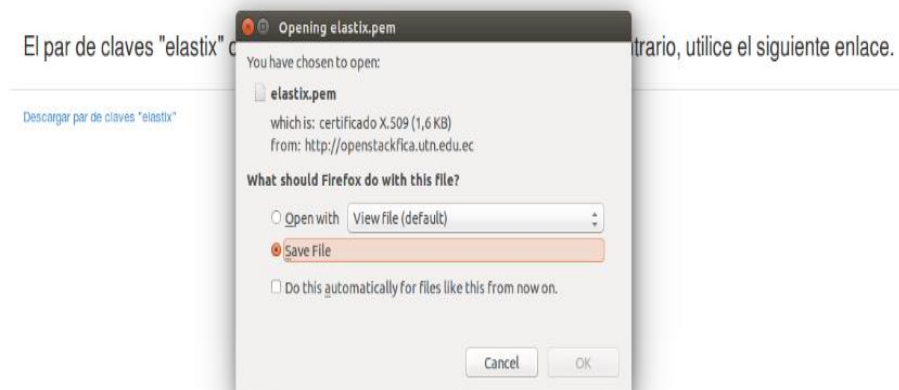 Opening elastix.pem
El par de claves "elastix"
trario, utilice el siguiente enlace.
Descargar par de claves "elastix"
You have chosen to open:
elastix.pem
which is: certificado X.509 (1,6 KB)
from: http://openstackfica.utn.edu.ec
What should Firefox do with this file?
Open with View file (default)
Save File
Do this automatically for files like this from now on.
Cancel OK